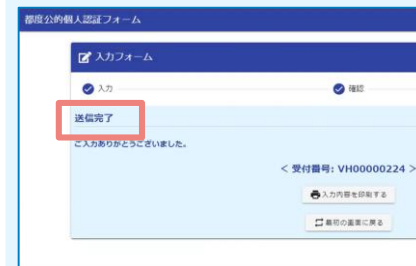 都度公的個人認証フォーム
入力フォーム
入力 確認
送信完了
ご入力ありがとうございました。
< 受付番号: VH00000224 >
入力内容を印刷する
最初の画面に戻る